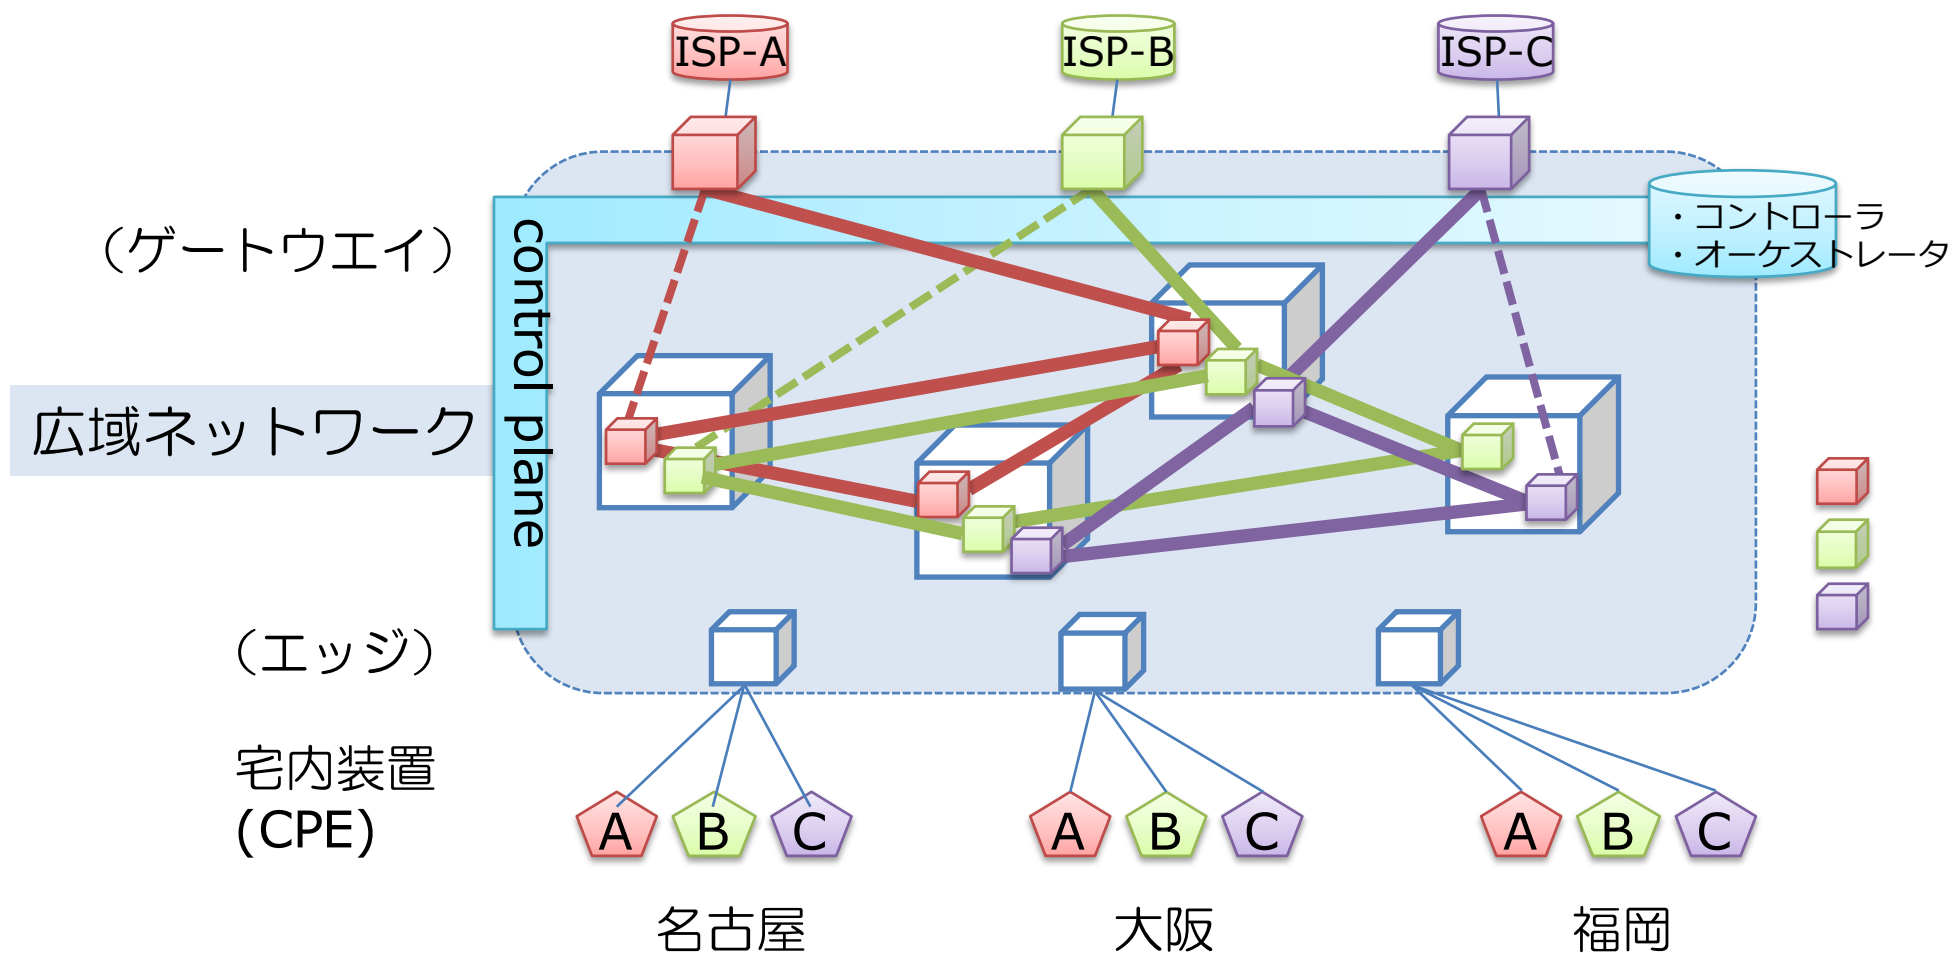 ISP-A
ISP-B
ISP-C
・コントローラ
・オーケストレータ
（ゲートウエイ）
control plane
広域ネットワーク
（エッジ）
宅内装置
(CPE)
A
B
C
A
B
C
A
B
C
名古屋
大阪
福岡